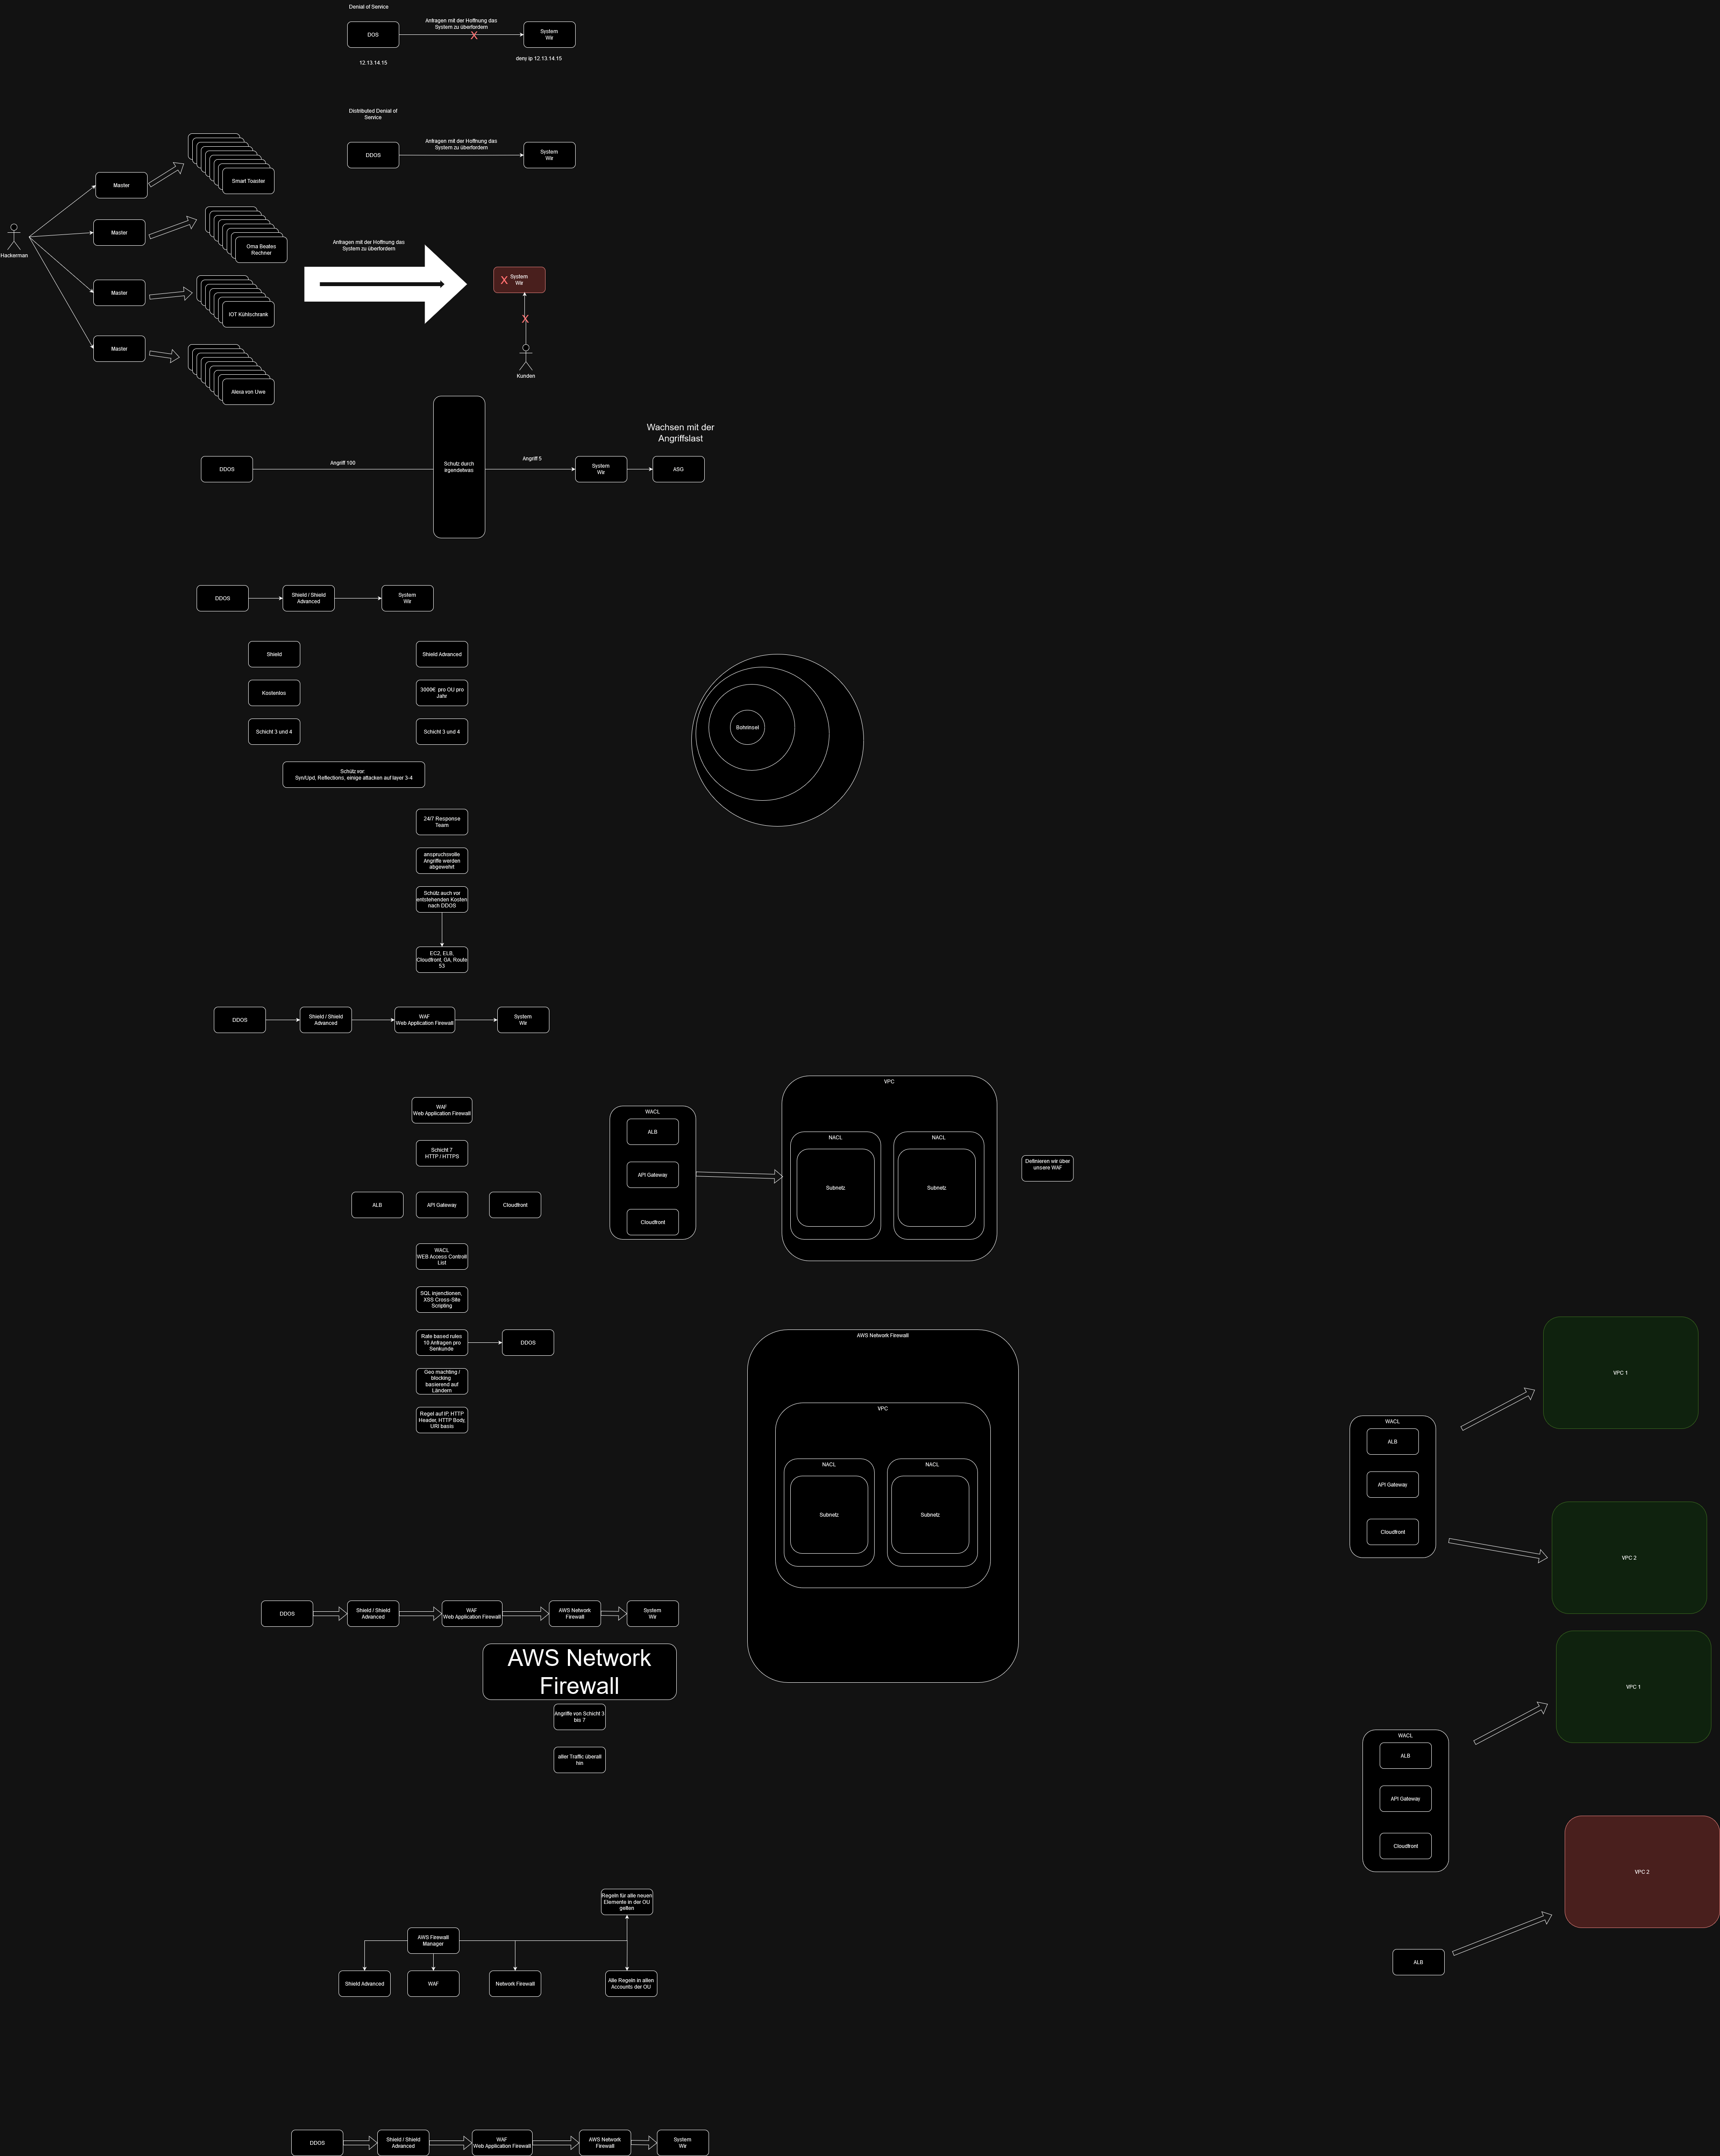 Denial of Service
DOS
Anfragen mit der Hoffnung das
System zu überfordern
X
System
Wir
12.13.14.15
deny ip 12.13.14.15
Distributed Denial of
Service
DDOS
Anfragen mit der Hoffnung das
System zu überfordern
System
Wir
Hackerman
Master
Smart Toaster
Master
Oma Beates
Rechner
Master
IOT Kühlschrank
Master
Alexa von Uwe
Anfragen mit der Hoffnung das
System zu überfordern
X
System
Wir
X
Kunden
DDOS
Angriff 100
Schutz durch
irgendetwas
Angriff 5
System
Wir
Wachsen mit der
Angriffslast
ASG
DDOS
Shield / Shield
Advanced
System
Wir
Shield
Shield Advanced
Kostenlos
3000€ pro OU pro
Jahr
Schicht 3 und 4
Schicht 3 und 4
Schütz vor:
Syn/Upd, Reflections, einige attacken auf layer 3-4
Bohrinsel
24/7 Response
Team
anspruchsvolle
Angriffe werden
abgewehrt
Schütz auch vor
entstehenden Kosten
nach DDOS
EC2, ELB,
Cloudfront, GA, Route
53
DDOS
Shield / Shield
Advanced
WAF
Web Application Firewall
System
Wir
WAF
Web Application Firewall
Schicht 7
HTTP / HTTPS
ALB
API Gateway
Cloudfront
WACL
WEB Access Controll
List
SQL injenctionen,
XSS Cross-Site
Scripting
Rate based rules
10 Anfragen pro
Senkunde
DDOS
Geo machting /
blocking
basierend auf
Ländern
Regel auf IP, HTTP
Header, HTTP Body,
URI basis
WACL
ALB
API Gateway
Cloudfront
VPC
NACL
Subnetz
NACL
Subnetz
Definieren wir über
unsere WAF
AWS Network Firewall
VPC
NACL
Subnetz
NACL
Subnetz
WACL
ALB
API Gateway
Cloudfront
VPC 1
VPC 2
DDOS
Shield / Shield
Advanced
WAF
Web Application Firewall
AWS Network
Firewall
System
Wir
AWS Network
Firewall
Angriffe von Schicht 3
bis 7
aller Traffic überall
hin
WACL
ALB
API Gateway
Cloudfront
VPC 1
VPC 2
ALB
Regeln für alle neuen
Elemente in der OU
gelten
AWS Firewall
Manager
Shield Advanced
WAF
Network Firewall
Alle Regeln in allen
Accounts der OU
DDOS
Shield / Shield
Advanced
WAF
Web Application Firewall
AWS Network
Firewall
System
Wir